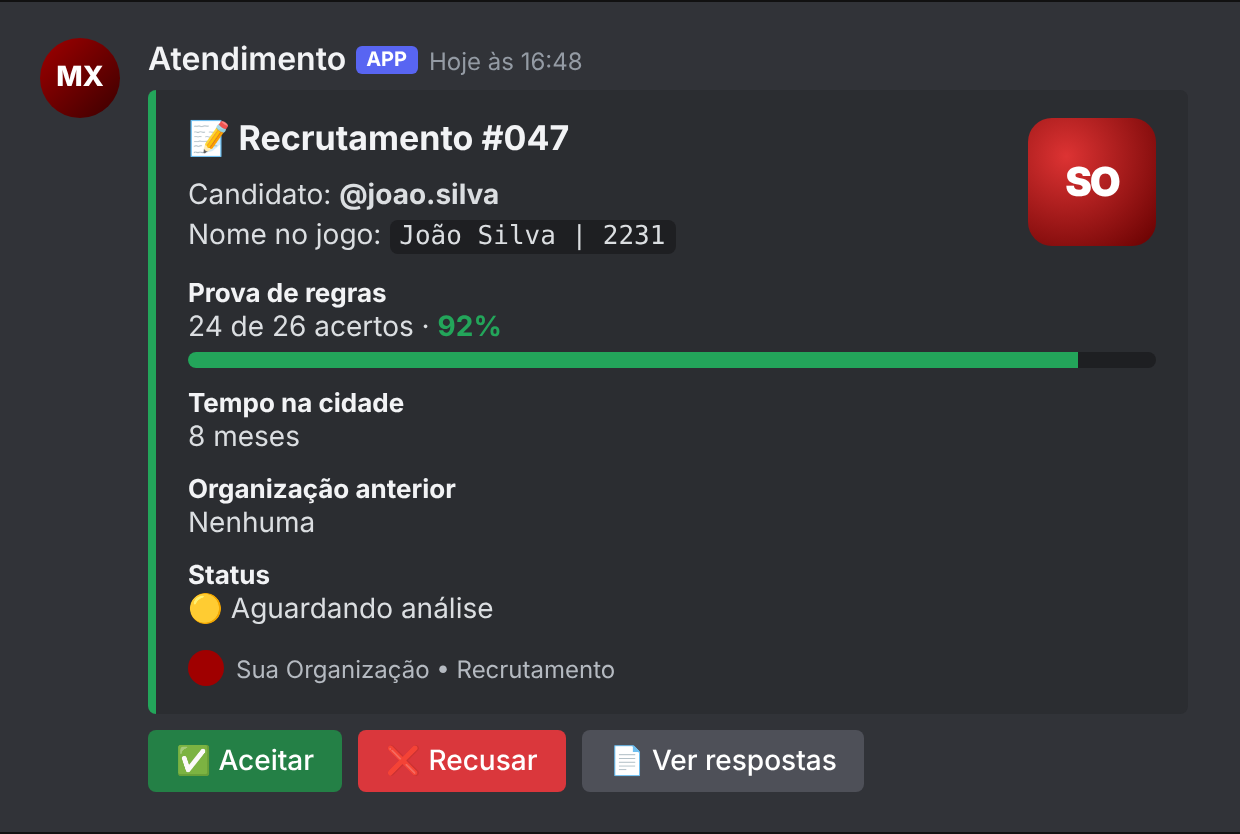 MX
Atendimento APP Hoje às 16:48
📝 Recrutamento #047
SO
Candidato: @joao.silva
Nome no jogo: João Silva | 2231
Prova de regras
24 de 26 acertos · 92%
Tempo na cidade
8 meses
Organização anterior
Nenhuma
Status
🟡 Aguardando análise
Sua Organização • Recrutamento
✅ Aceitar ❌ Recusar 📄 Ver respostas